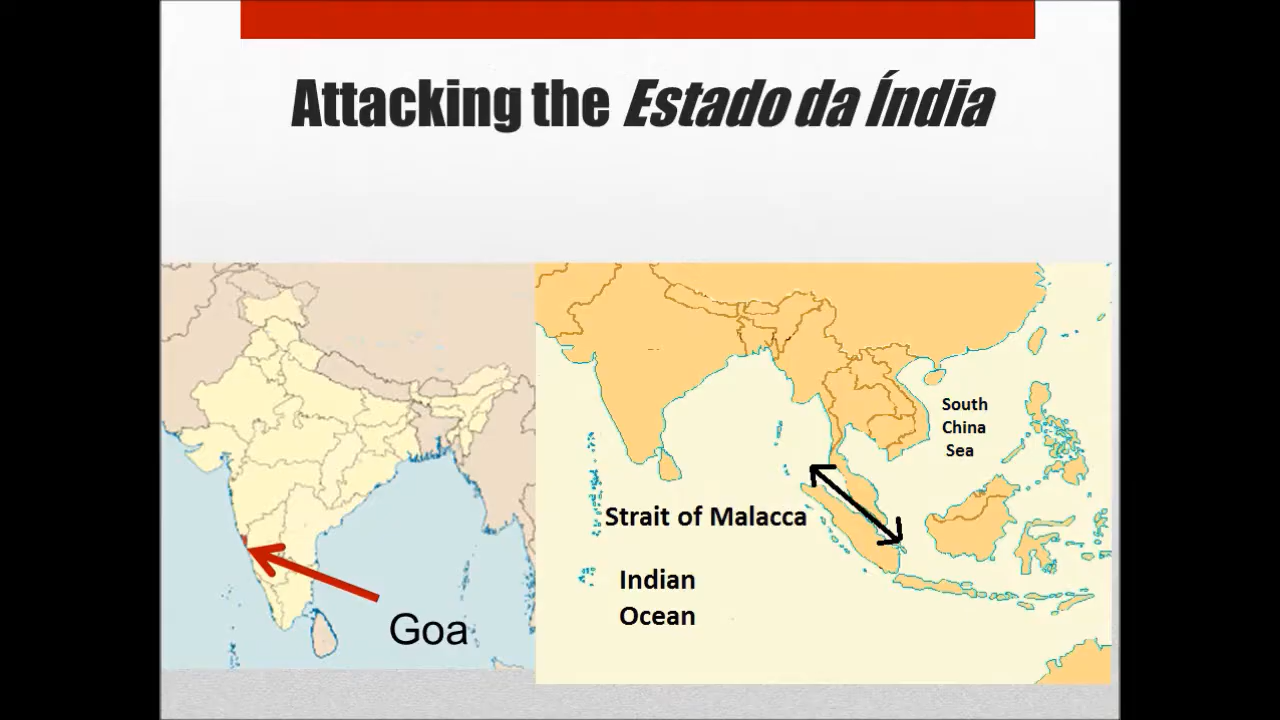 Attacking the Estado da Índia
South
China
Sea
Strait of Malacca
Indian
Ocean
Goa